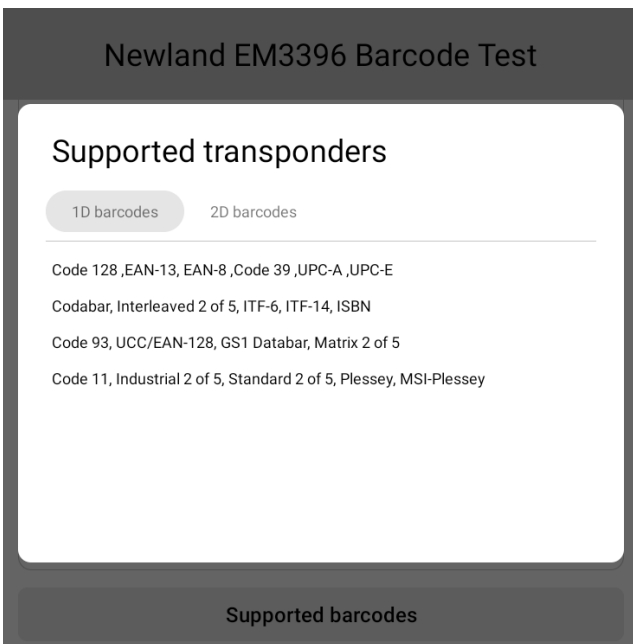 Newland EM3396 Barcode Test
Supported transponders
1D barcodes 2D barcodes
Code 128 ,EAN-13, EAN-8 ,Code 39 ,UPC-A ,UPC-E
Codabar, Interleaved 2 of 5, ITF-6, ITF-14, ISBN
Code 93, UCC/EAN-128, GS1 Databar, Matrix 2 of 5
Code 11, Industrial 2 of 5, Standard 2 of 5, Plessey, MSI-Plessey
Supported barcodes